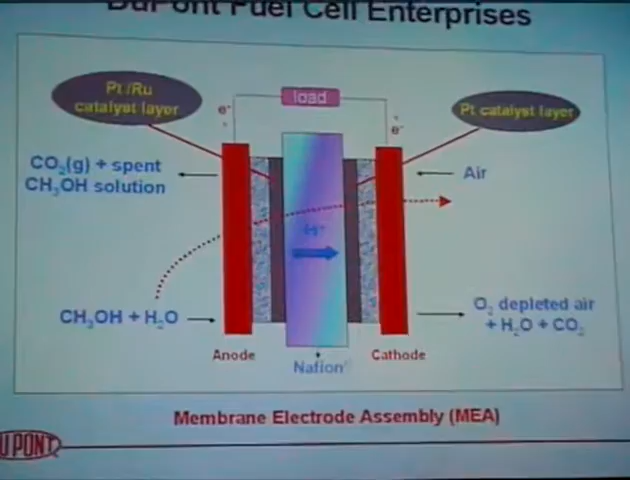 DuPont Fuel Cell Enterprises
Pt /Ru
catalyst layer
load
e-
e-
Pt catalyst layer
CO₂(g) + spent
CH₃OH solution
Air
H⁺
CH₃OH + H₂O
O₂ depleted air
+ H₂O + CO₂
Anode
Cathode
Nafion
Membrane Electrode Assembly (MEA)
DUPONT